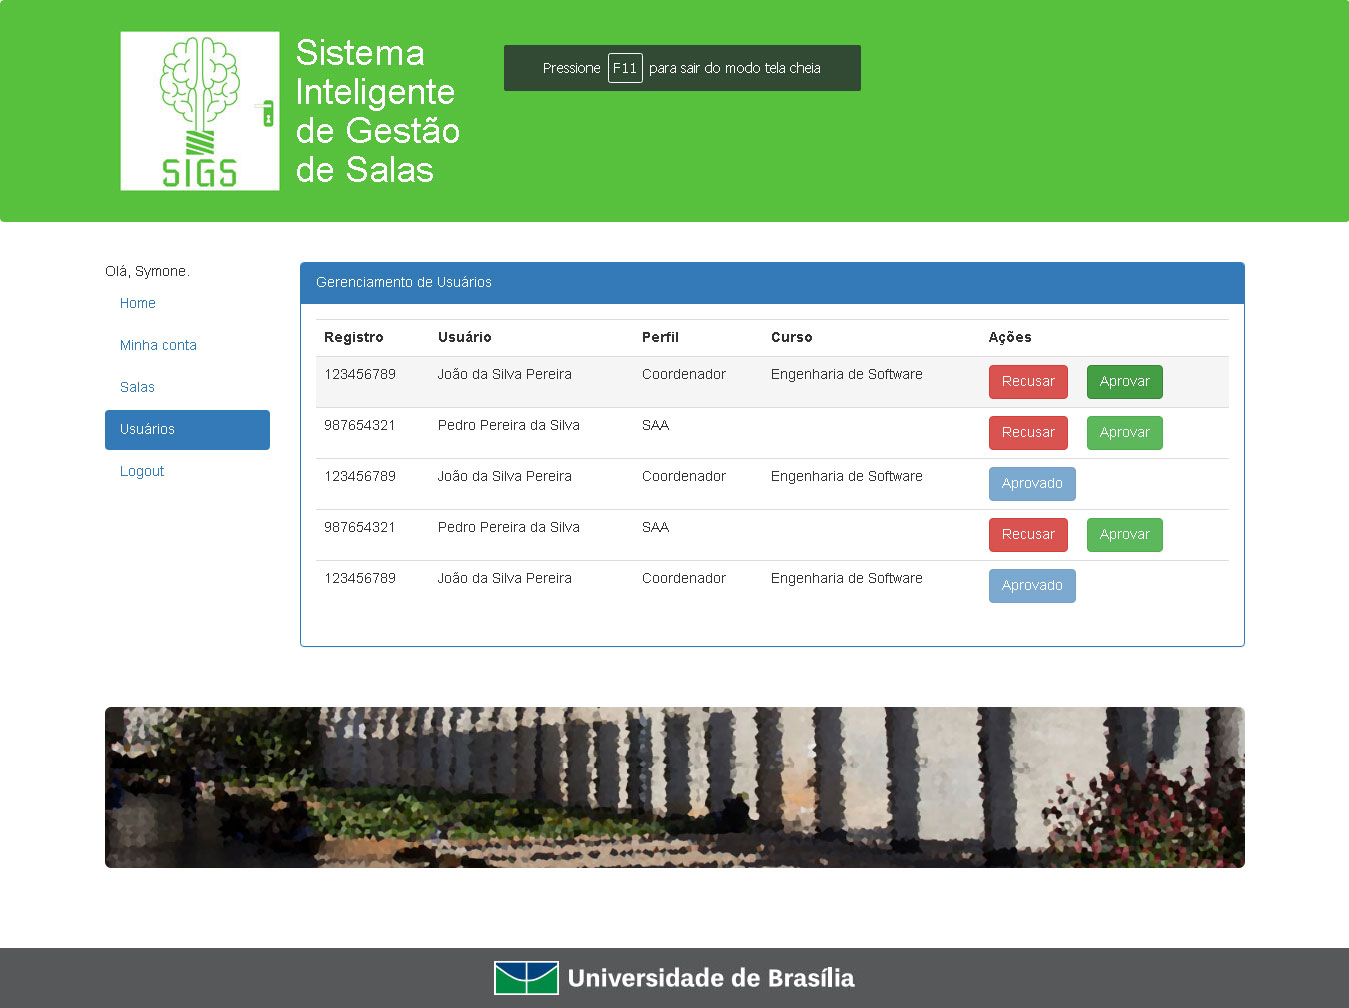 SIGS
Sistema
Inteligente
de Gestão
de Salas
Pressione F11 para sair do modo tela cheia
Olá, Symone.
Home
Minha conta
Salas
Usuários
Logout
Gerenciamento de Usuários
Registro Usuário Perfil Curso Ações
123456789 João da Silva Pereira Coordenador Engenharia de Software Recusar Aprovar
987654321 Pedro Pereira da Silva SAA Recusar Aprovar
123456789 João da Silva Pereira Coordenador Engenharia de Software Aprovado
987654321 Pedro Pereira da Silva SAA Recusar Aprovar
123456789 João da Silva Pereira Coordenador Engenharia de Software Aprovado
Universidade de Brasília